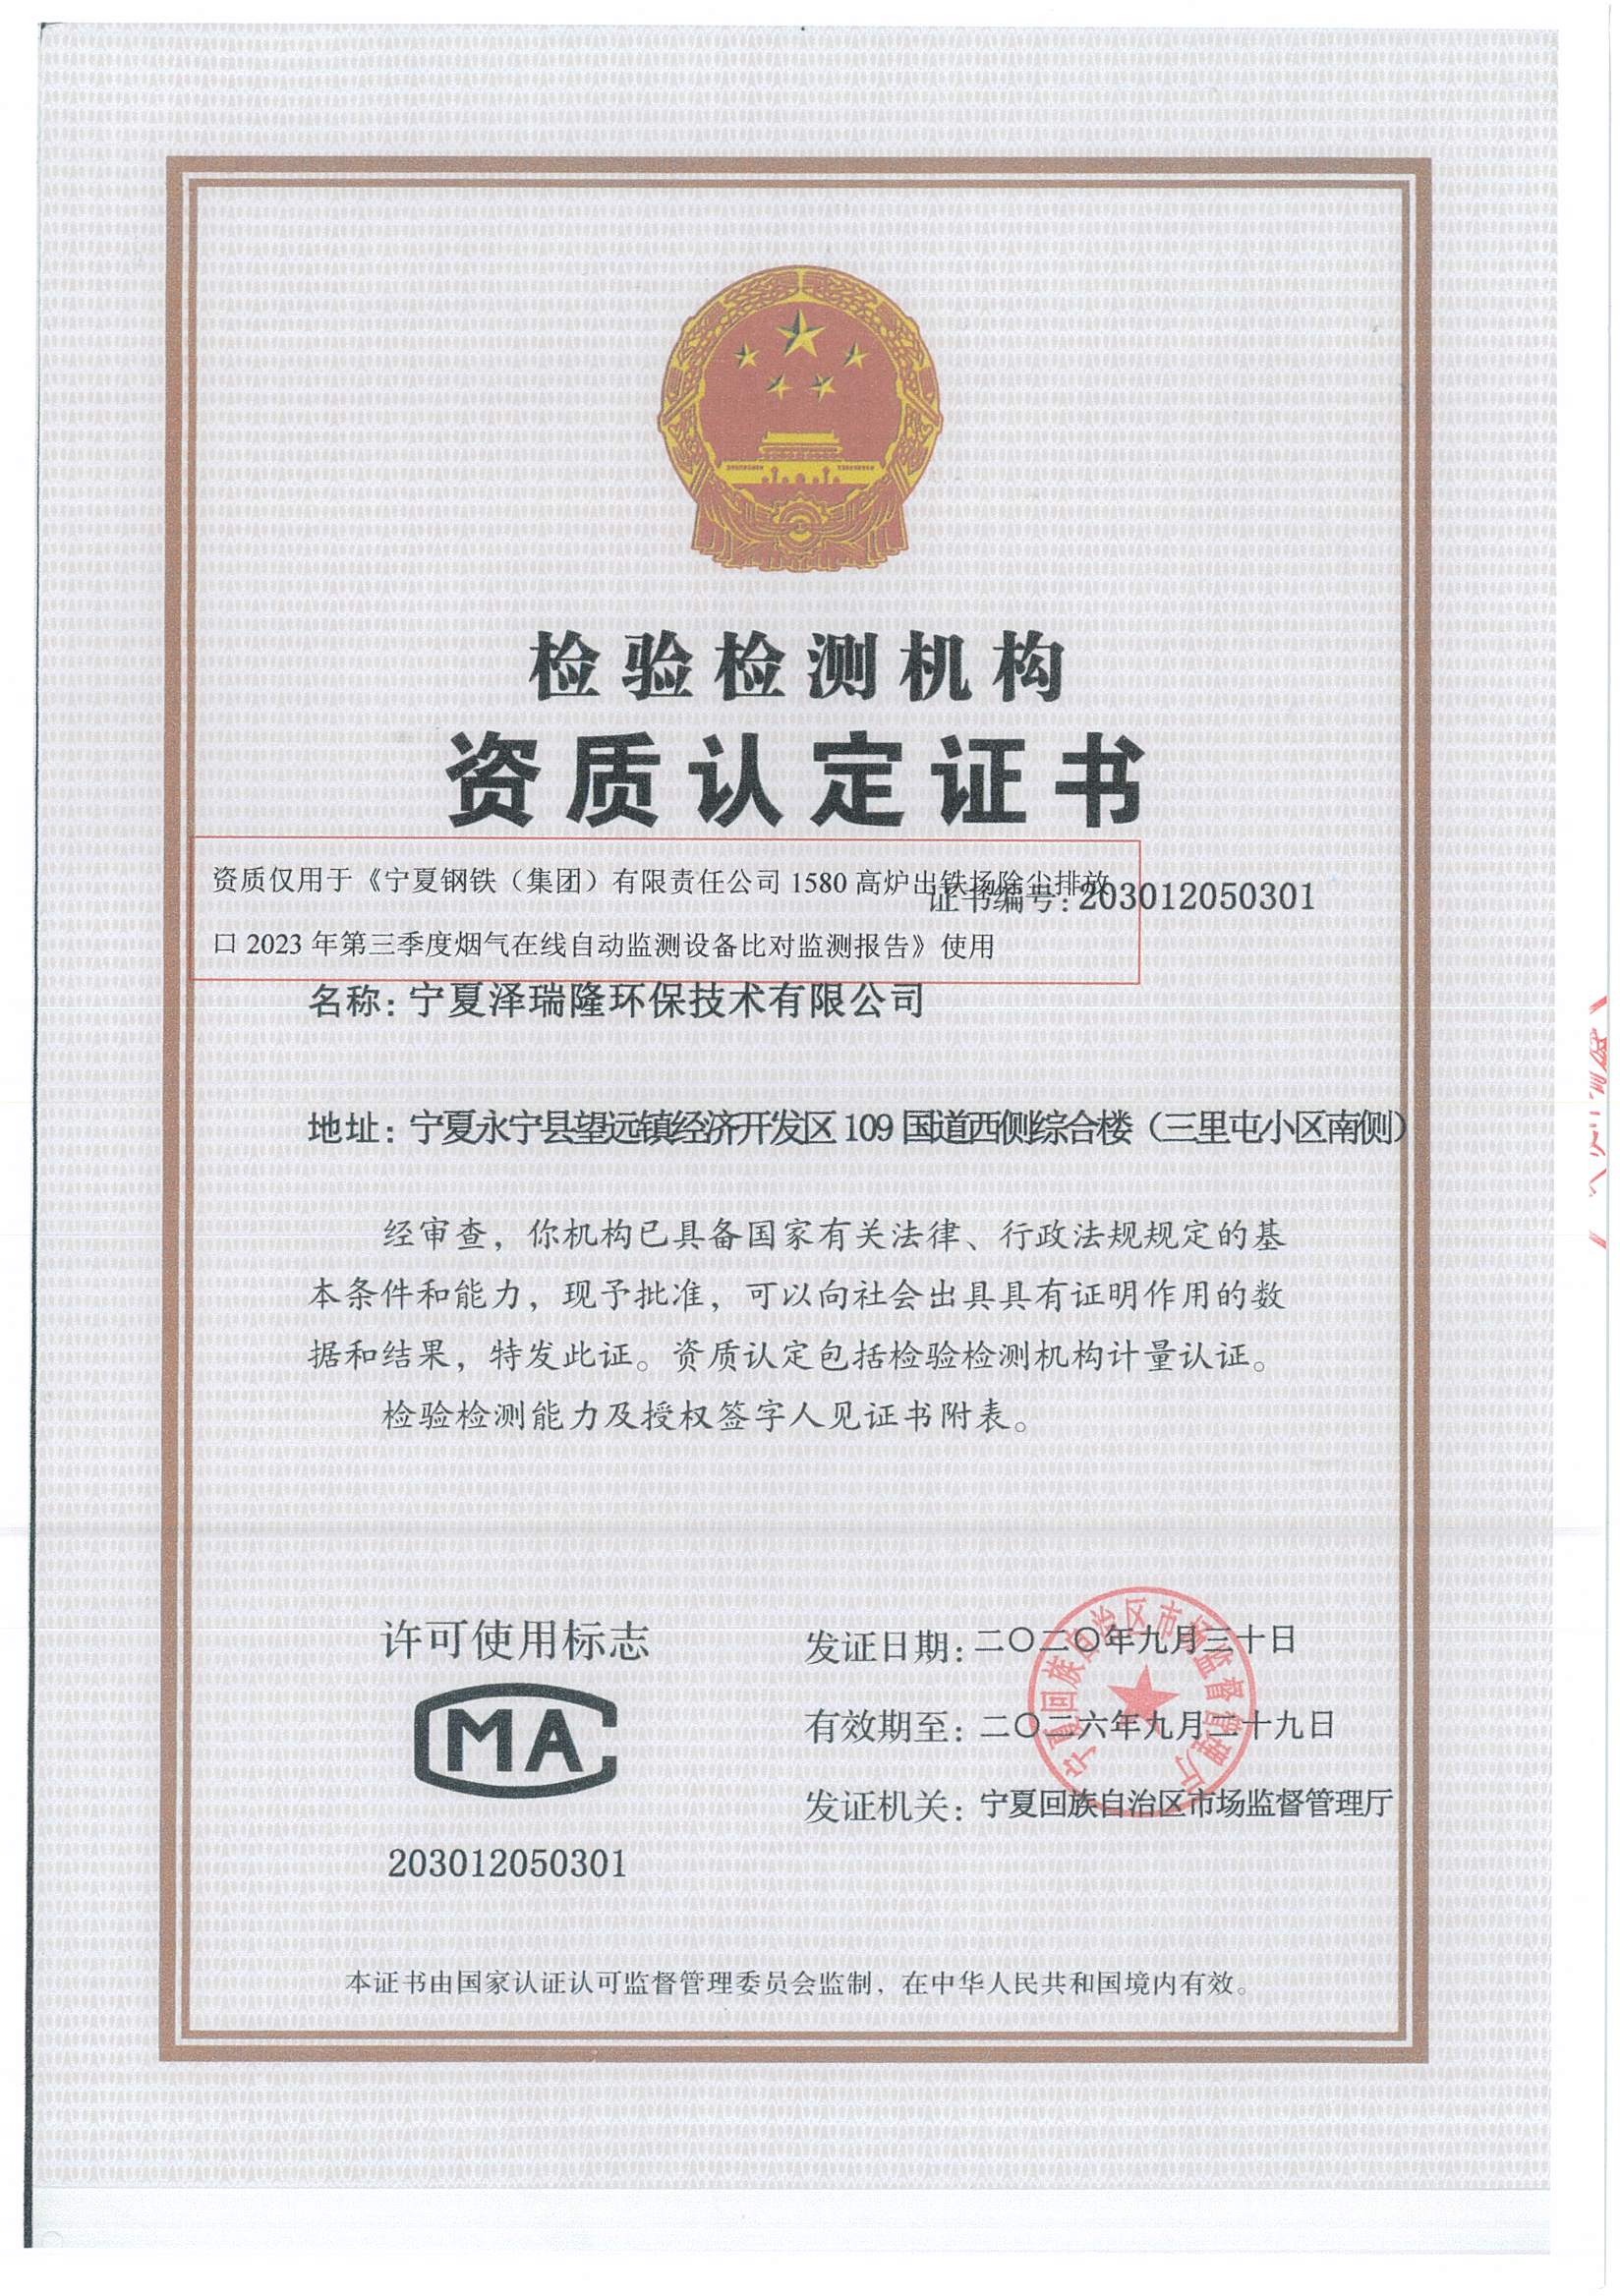 检验检测机构
资质认定证书
资质仅用于《宁夏钢铁（集团）有限责任公司 1580 高炉出铁场除尘排放
口 2023 年第三季度烟气在线自动监测设备比对监测报告》使用
证书编号：203012050301
名称：宁夏泽瑞隆环保技术有限公司
地址：宁夏永宁县望远镇经济开发区 109 国道西侧综合楼（三里屯小区南侧）
经审查，你机构已具备国家有关法律、行政法规规定的基
本条件和能力，现予批准，可以向社会出具具有证明作用的数
据和结果，特发此证。资质认定包括检验检测机构计量认证。
检验检测能力及授权签字人见证书附表。
许可使用标志
MA
203012050301
发证日期：二〇二〇年九月三十日
有效期至：二〇二六年九月二十九日
发证机关：宁夏回族自治区市场监督管理厅
宁夏回族自治区市场监督管理厅
本证书由国家认证认可监督管理委员会监制，在中华人民共和国境内有效。